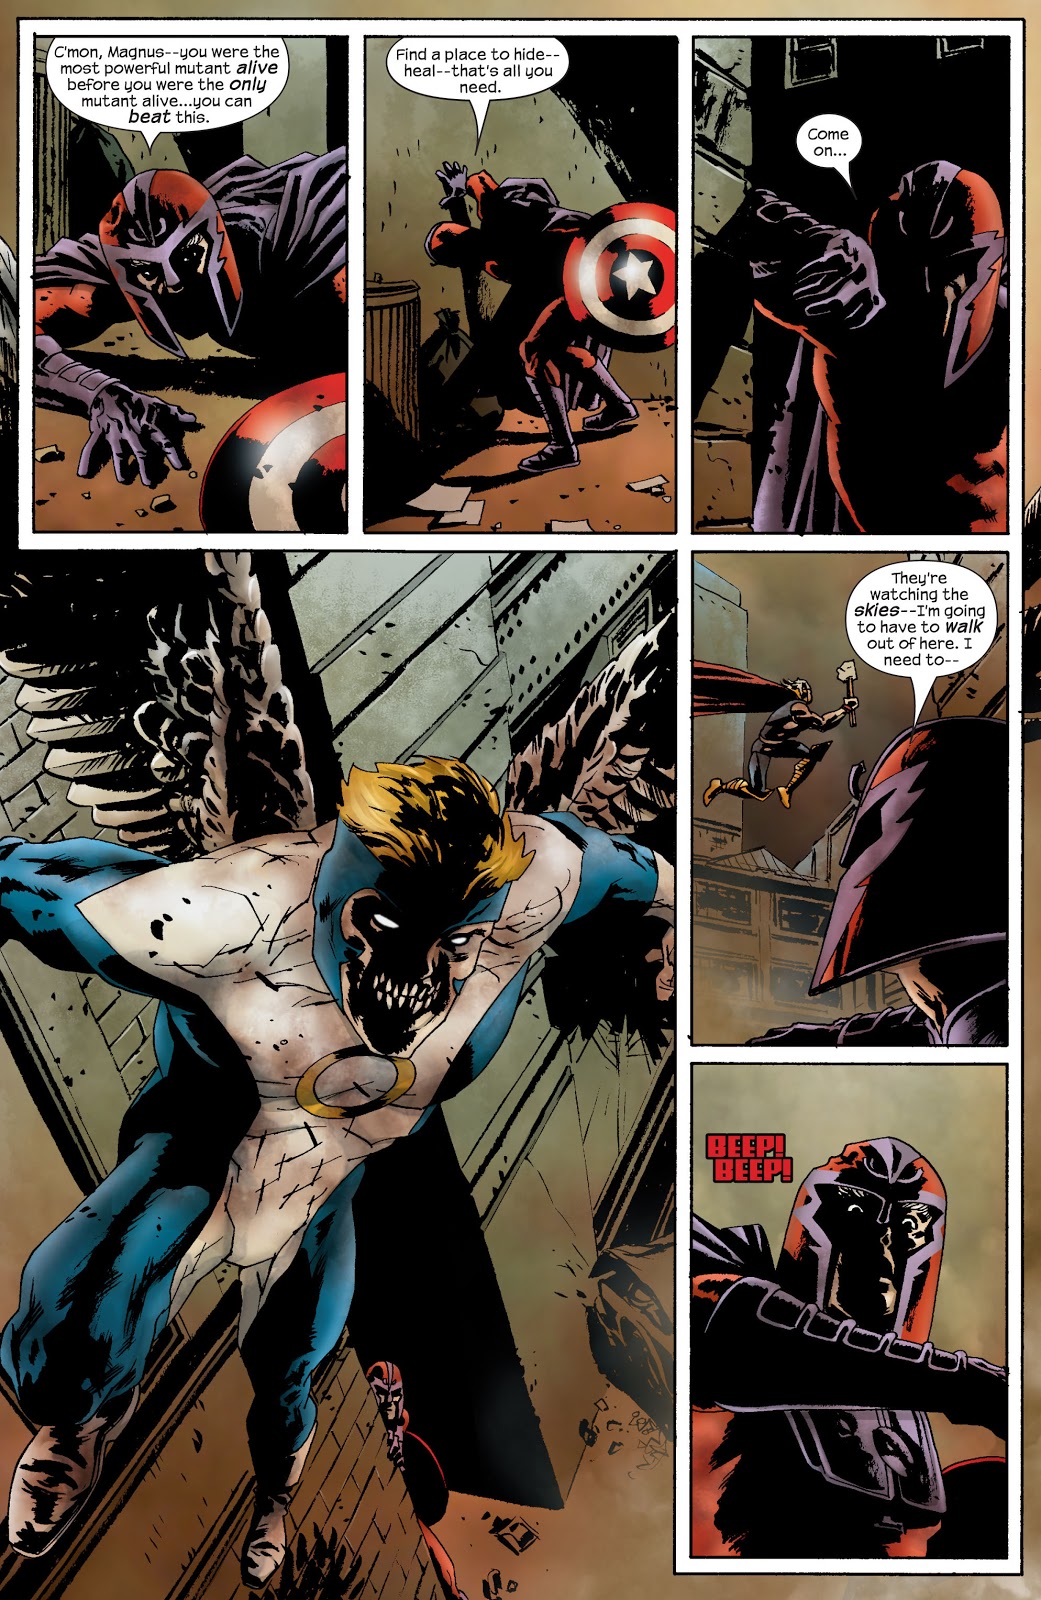 C'mon, Magnus--you were the
most powerful mutant alive
before you were the only
mutant alive...you can
beat this.
Find a place to hide--
heal--that's all you
need.
Come
on...
They're
watching the
skies--I'm going
to have to walk
out of here. I
need to--
BEEP!
BEEP!